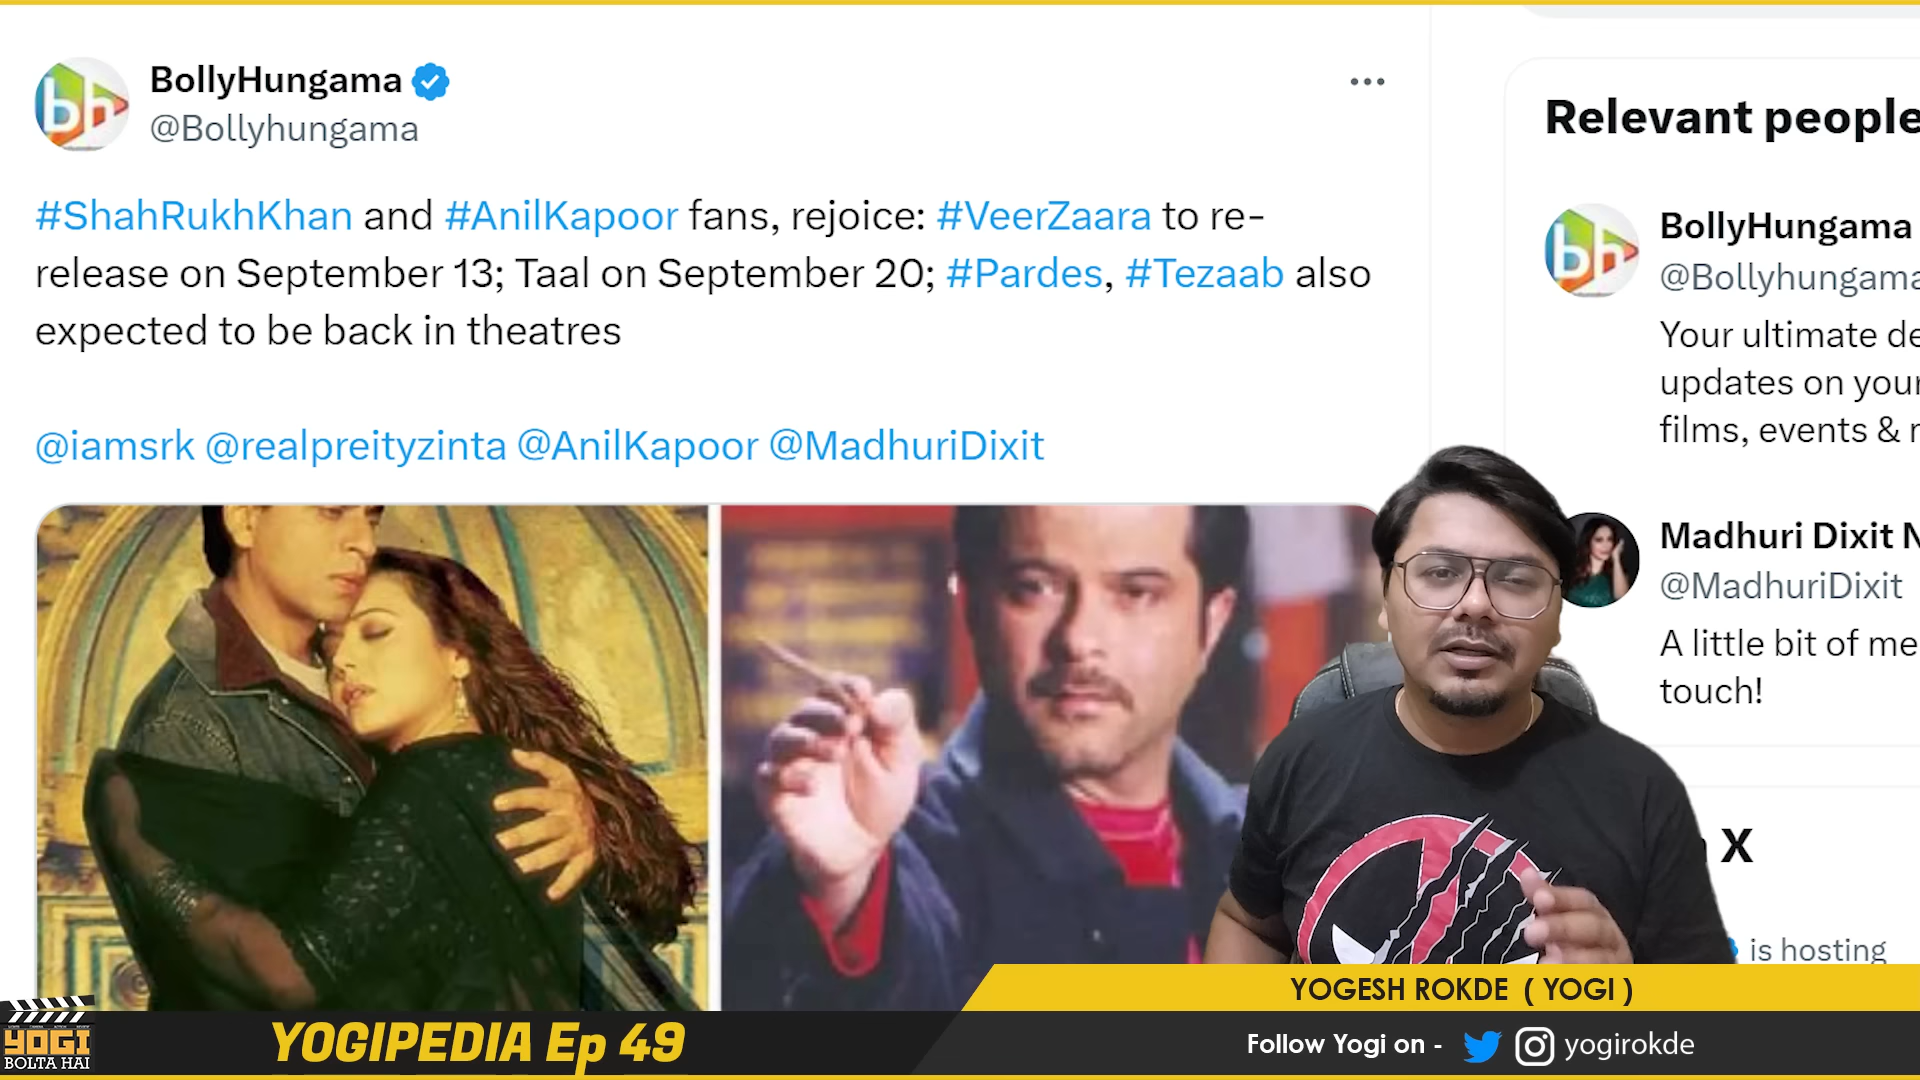 BollyHungama
@Bollyhungama
#ShahRukhKhan and #AnilKapoor fans, rejoice: #VeerZaara to re-
release on September 13; Taal on September 20; #Pardes, #Tezaab also
expected to be back in theatres
@iamsrk @realpreityzinta @AnilKapoor @MadhuriDixit
Relevant people
BollyHungama
@Bollyhungama
Your ultimate de
updates on your
films, events &
Madhuri Dixit N
@MadhuriDixit
A little bit of me
touch!
X
is hosting
YOGESH ROKDE ( YOGI )
YOGI
BOLTA HAI
YOGIPEDIA Ep 49
Follow Yogi on -
yogirokde